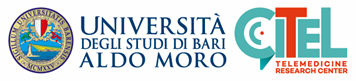 UNIVERSITÀ
DEGLI STUDI DI BARI
ALDO MORO
CITEL
TELEMEDICINE
RESEARCH CENTER